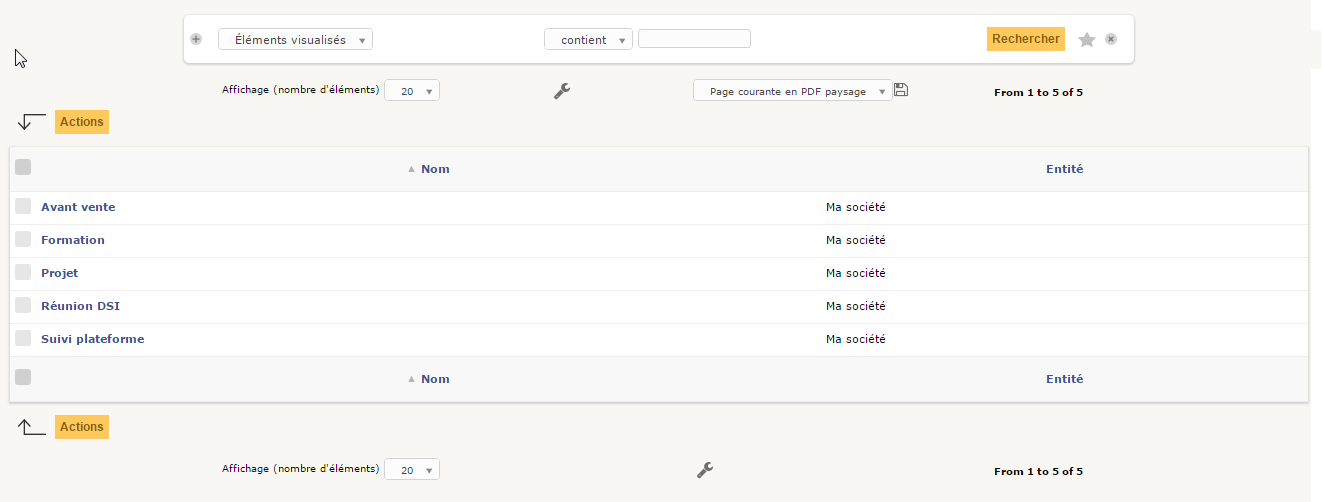 Éléments visualisés contient Rechercher
Affichage (nombre d'éléments) 20 Page courante en PDF paysage From 1 to 5 of 5
Actions
Nom Entité
Avant vente Ma société
Formation Ma société
Projet Ma société
Réunion DSI Ma société
Suivi plateforme Ma société
Nom Entité
Actions
Affichage (nombre d'éléments) 20 From 1 to 5 of 5